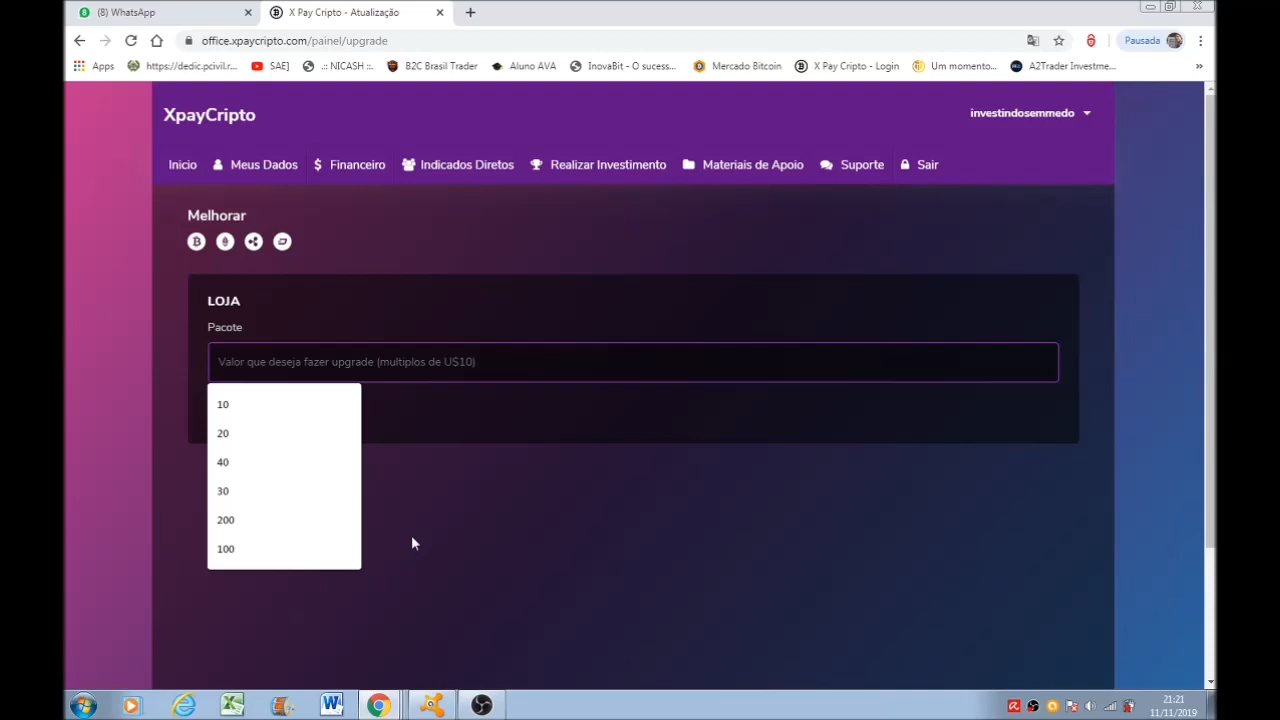 (8) WhatsApp
X Pay Cripto - Atualização
office.xpaycripto.com/painel/upgrade
Pausada
Apps
https://dedic.pcivil.r...
SAE]
.:: NICASH ::.
B2C Brasil Trader
Aluno AVA
InovaBit - O sucess...
Mercado Bitcoin
X Pay Cripto - Login
Um momento...
A2Trader Investme...
»
XpayCripto
investindosemmedo
Inicio
Meus Dados
Financeiro
Indicados Diretos
Realizar Investimento
Materiais de Apoio
Suporte
Sair
Melhorar
LOJA
Pacote
Valor que deseja fazer upgrade (multiplos de U$10)
10
20
40
30
200
100
21:21
11/11/2019